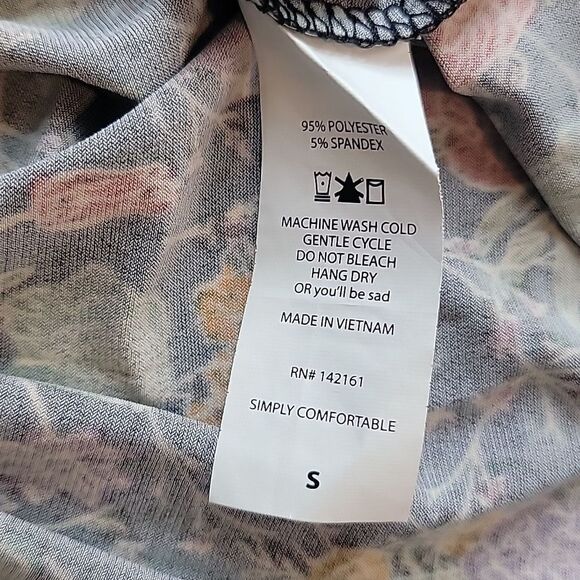 95% POLYESTER
5% SPANDEX
MACHINE WASH COLD
GENTLE CYCLE
DO NOT BLEACH
HANG DRY
OR you'll be sad
MADE IN VIETNAM
RN# 142161
SIMPLY COMFORTABLE
S